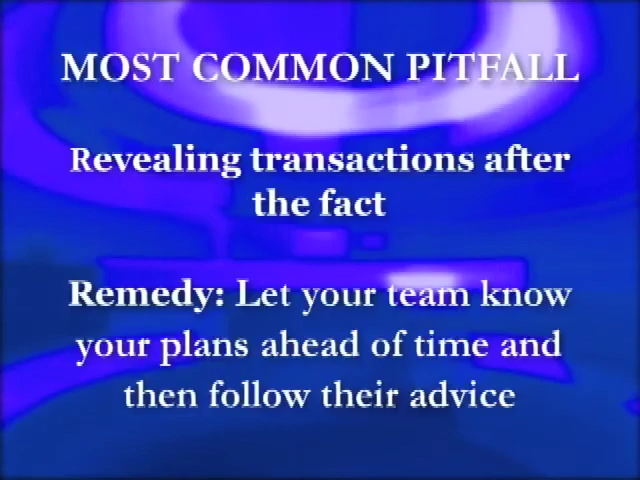 MOST COMMON PITFALL
Revealing transactions after
the fact
Remedy: Let your team know
your plans ahead of time and
then follow their advice